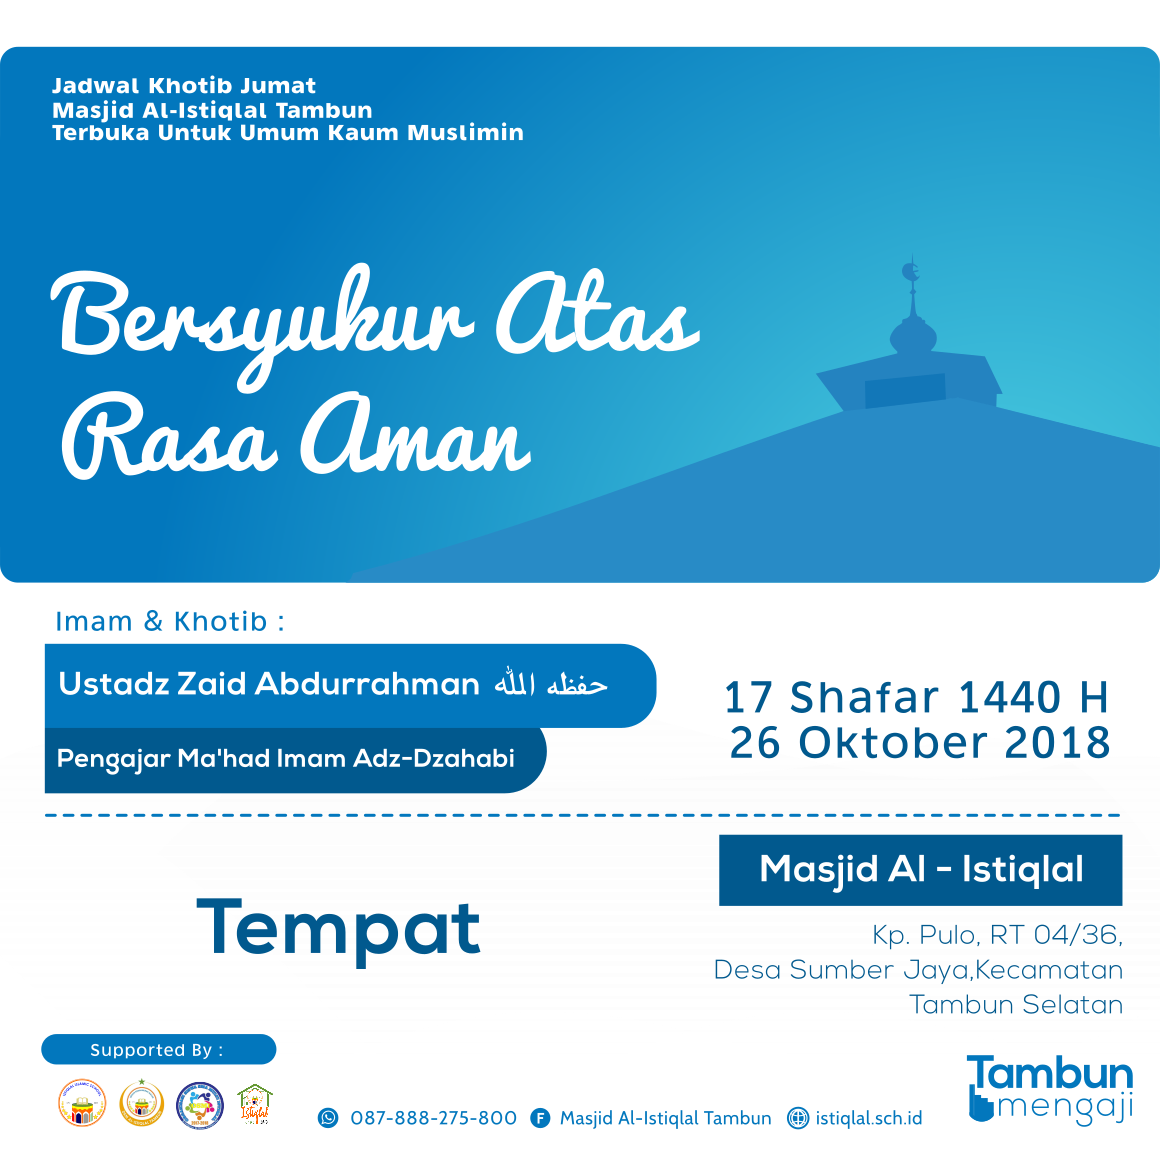 Jadwal Khotib Jumat
Masjid Al-Istiqlal Tambun
Terbuka Untuk Umum Kaum Muslimin
Bersyukur Atas
Rasa Aman
Imam & Khotib :
Ustadz Zaid Abdurrahman حفظه الله
Pengajar Ma'had Imam Adz-Dzahabi
17 Shafar 1440 H
26 Oktober 2018
Tempat
Masjid Al - Istiqlal
Kp. Pulo, RT 04/36,
Desa Sumber Jaya,Kecamatan
Tambun Selatan
Supported By :
Istiqlal
087-888-275-800 Masjid Al-Istiqlal Tambun istiqlal.sch.id
Tambun
mengaji